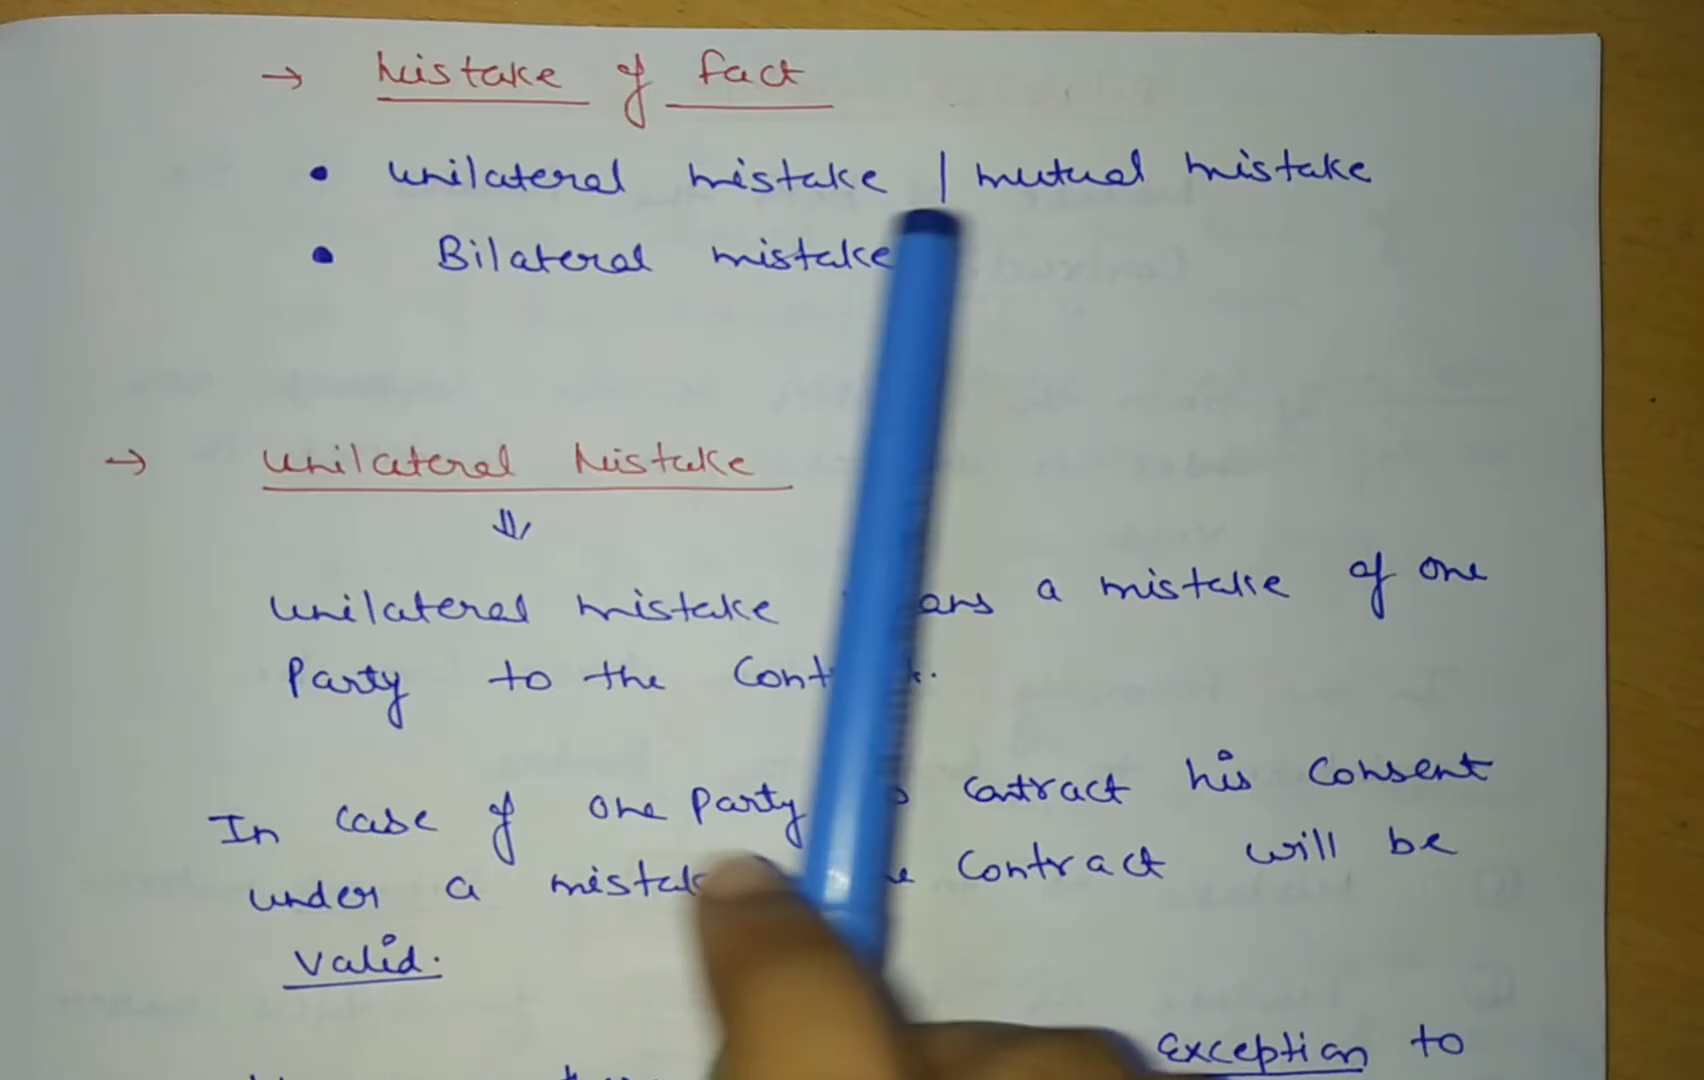 → Mistake of fact
• unilateral mistake | mutual mistake
• Bilateral mistake
→ unilateral Mistake
⇓
unilateral mistake a mistake of one
Party to the
In case of one party contract his consent
under a contract will be
valid.
exception to